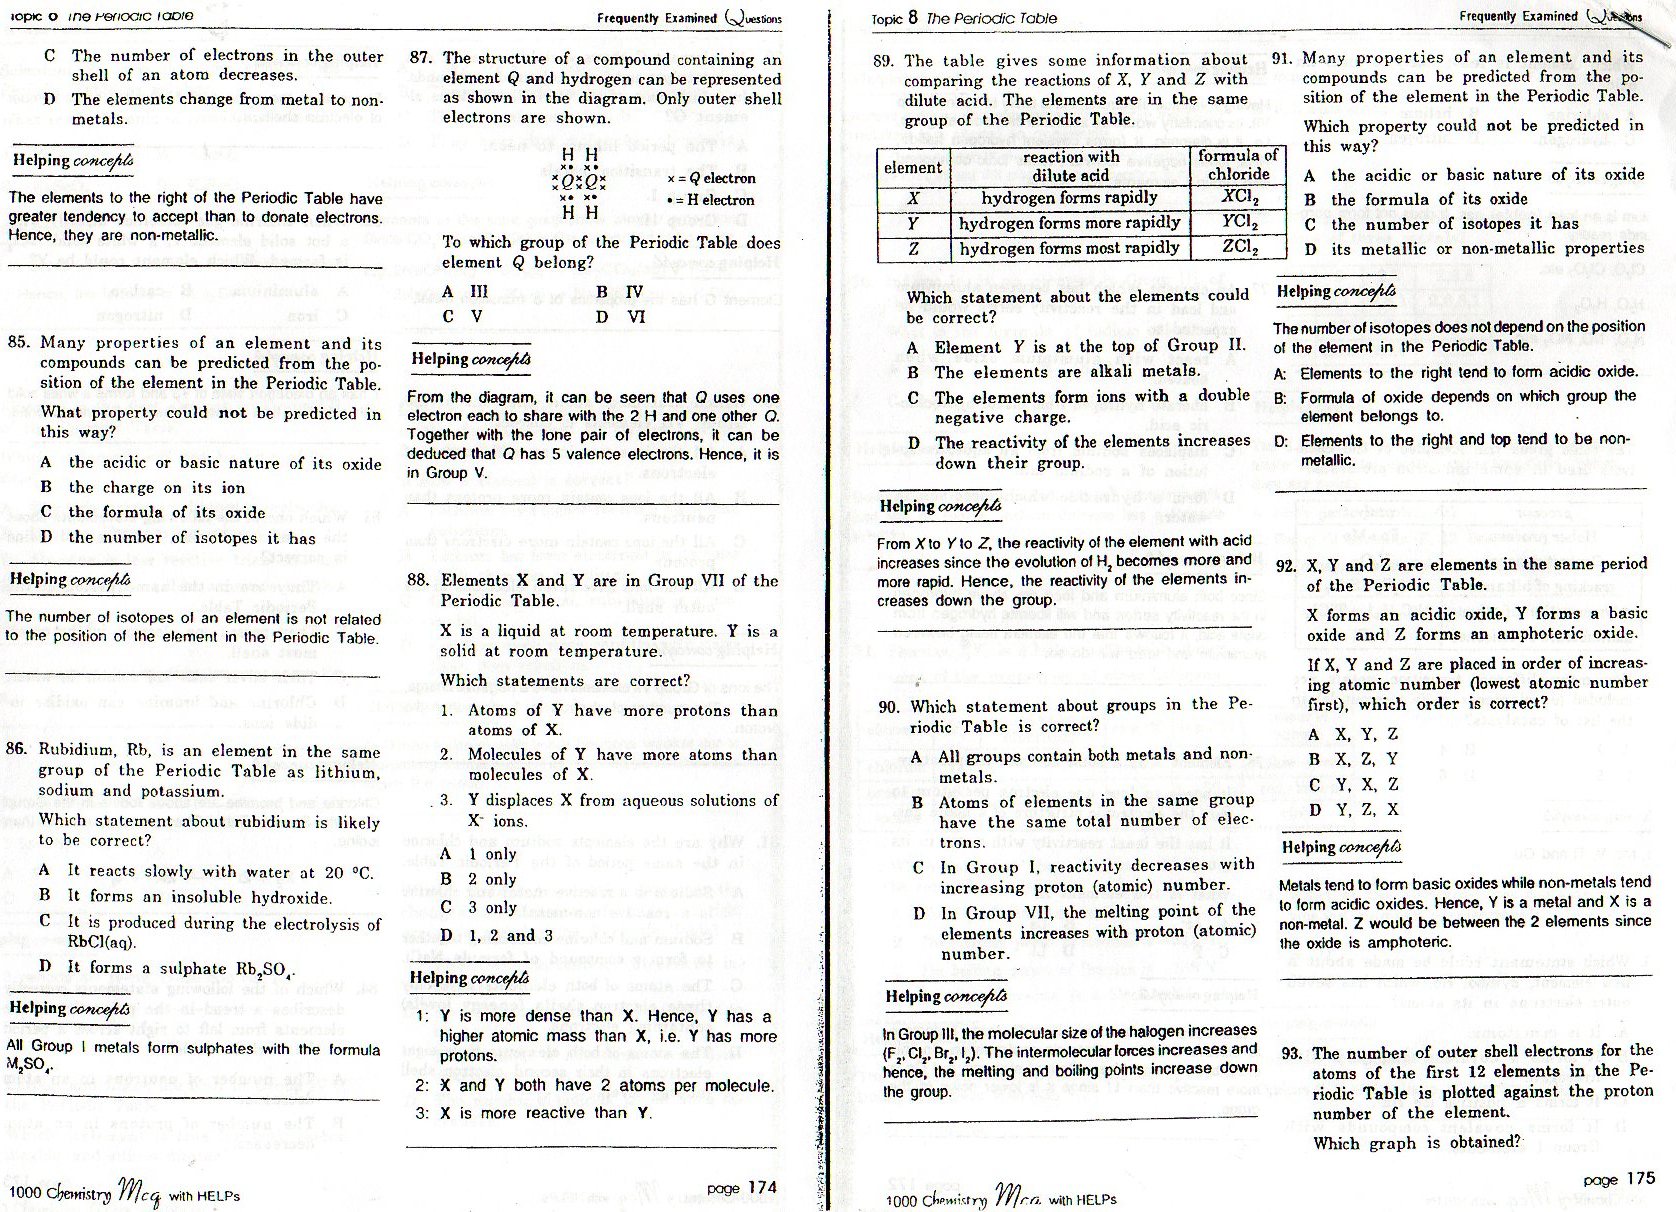 Topic 8 The Periodic Table
Frequently Examined Questions
C The number of electrons in the outer
shell of an atom decreases.
D The elements change from metal to non-
metals.
Helping concepts
The elements to the right of the Periodic Table have
greater tendency to accept than to donate electrons.
Hence, they are non-metallic.
85. Many properties of an element and its
compounds can be predicted from the po-
sition of the element in the Periodic Table.
What property could not be predicted in
this way?
A the acidic or basic nature of its oxide
B the charge on its ion
C the formula of its oxide
D the number of isotopes it has
Helping concepts
The number of isotopes of an element is not related
to the position of the element in the Periodic Table.
86. Rubidium, Rb, is an element in the same
group of the Periodic Table as lithium,
sodium and potassium.
Which statement about rubidium is likely
to be correct?
A It reacts slowly with water at 20 °C.
B It forms an insoluble hydroxide.
C It is produced during the electrolysis of
RbCl(aq).
D It forms a sulphate Rb₂SO₄.
Helping concepts
All Group I metals form sulphates with the formula
M₂SO₄.
87. The structure of a compound containing an
element Q and hydrogen can be represented
as shown in the diagram. Only outer shell
electrons are shown.
H H
Q Q
H H
x = Q electron
• = H electron
To which group of the Periodic Table does
element Q belong?
A III B IV
C V D VI
Helping concepts
From the diagram, it can be seen that Q uses one
electron each to share with the 2 H and one other Q.
Together with the lone pair of electrons, it can be
deduced that Q has 5 valence electrons. Hence, it is
in Group V.
88. Elements X and Y are in Group VII of the
Periodic Table.
X is a liquid at room temperature. Y is a
solid at room temperature.
Which statements are correct?
1. Atoms of Y have more protons than
atoms of X.
2. Molecules of Y have more atoms than
molecules of X.
3. Y displaces X from aqueous solutions of
X⁻ ions.
A 1 only
B 2 only
C 3 only
D 1, 2 and 3
Helping concepts
1: Y is more dense than X. Hence, Y has a
higher atomic mass than X, i.e. Y has more
protons.
2: X and Y both have 2 atoms per molecule.
3: X is more reactive than Y.
1000 Chemistry Mcq with HELPs
page 174
Topic 8 The Periodic Table
Frequently Examined Questions
89. The table gives some information about
comparing the reactions of X, Y and Z with
dilute acid. The elements are in the same
group of the Periodic Table.
element reaction with dilute acid formula of chloride
X hydrogen forms rapidly XCl₂
Y hydrogen forms more rapidly YCl₂
Z hydrogen forms most rapidly ZCl₂
Which statement about the elements could
be correct?
A Element Y is at the top of Group II.
B The elements are alkali metals.
C The elements form ions with a double
negative charge.
D The reactivity of the elements increases
down their group.
Helping concepts
From X to Y to Z, the reactivity of the element with acid
increases since the evolution of H₂ becomes more and
more rapid. Hence, the reactivity of the elements in-
creases down the group.
90. Which statement about groups in the Pe-
riodic Table is correct?
A All groups contain both metals and non-
metals.
B Atoms of elements in the same group
have the same total number of elec-
trons.
C In Group I, reactivity decreases with
increasing proton (atomic) number.
D In Group VII, the melting point of the
elements increases with proton (atomic)
number.
Helping concepts
In Group III, the molecular size of the halogen increases
(F₂, Cl₂, Br₂, I₂). The intermolecular forces increases and
hence, the melting and boiling points increase down
the group.
91. Many properties of an element and its
compounds can be predicted from the po-
sition of the element in the Periodic Table.
Which property could not be predicted in
this way?
A the acidic or basic nature of its oxide
B the formula of its oxide
C the number of isotopes it has
D its metallic or non-metallic properties
Helping concepts
The number of isotopes does not depend on the position
of the element in the Periodic Table.
A: Elements to the right tend to form acidic oxide.
B: Formula of oxide depends on which group the
element belongs to.
D: Elements to the right and top tend to be non-
metallic.
92. X, Y and Z are elements in the same period
of the Periodic Table.
X forms an acidic oxide, Y forms a basic
oxide and Z forms an amphoteric oxide.
If X, Y and Z are placed in order of increas-
ing atomic number (lowest atomic number
first), which order is correct?
A X, Y, Z
B X, Z, Y
C Y, X, Z
D Y, Z, X
Helping concepts
Metals tend to form basic oxides while non-metals tend
to form acidic oxides. Hence, Y is a metal and X is a
non-metal. Z would be between the 2 elements since
the oxide is amphoteric.
93. The number of outer shell electrons for the
atoms of the first 12 elements in the Pe-
riodic Table is plotted against the proton
number of the element.
Which graph is obtained?
1000 Chemistry Mcq with HELPs
page 175